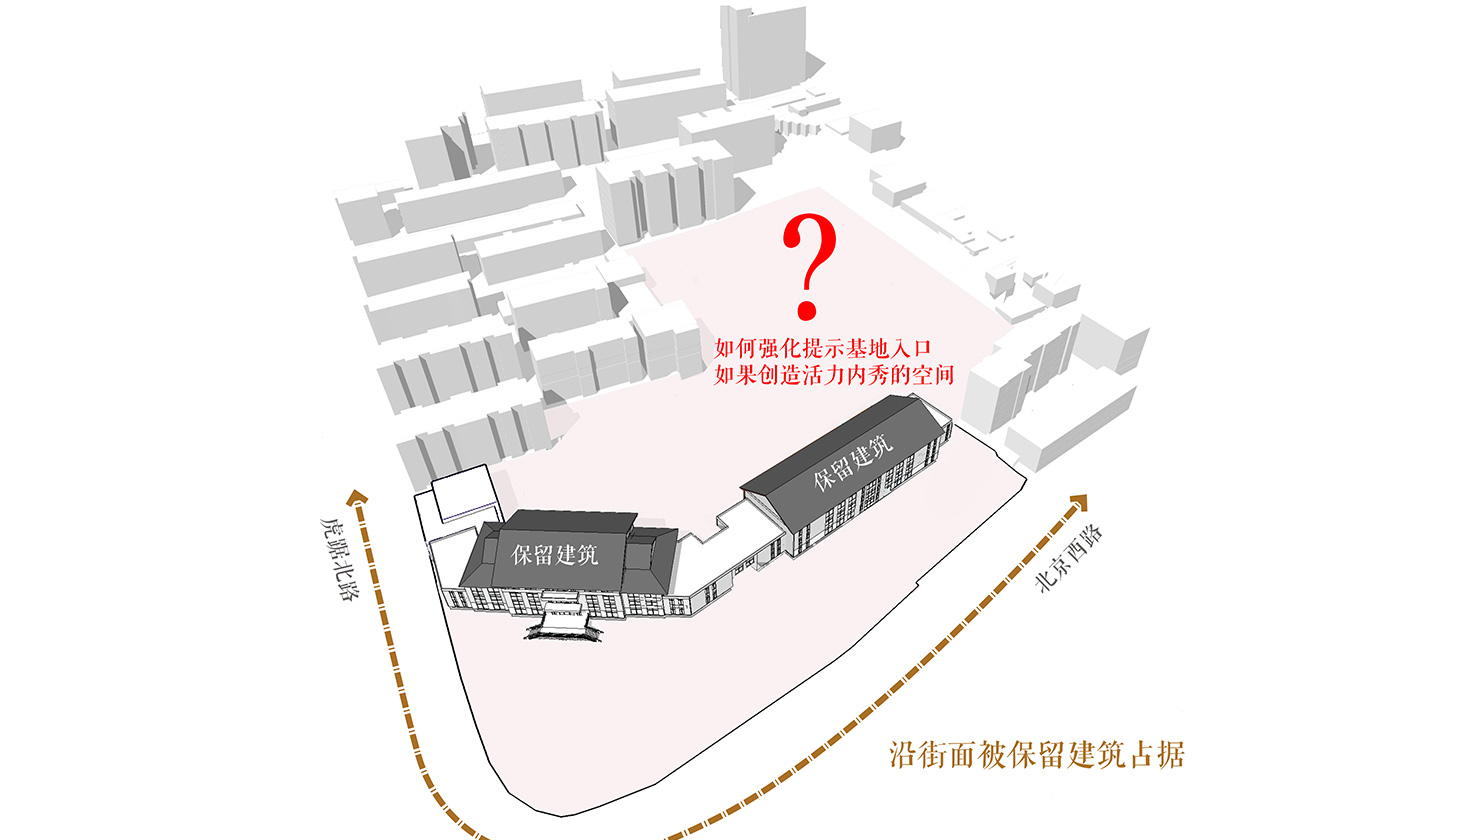 ?
如何强化提示基地入口
如果创造活力内秀的空间
保留建筑
保留建筑
虎踞北路
北京西路
沿街面被保留建筑占据